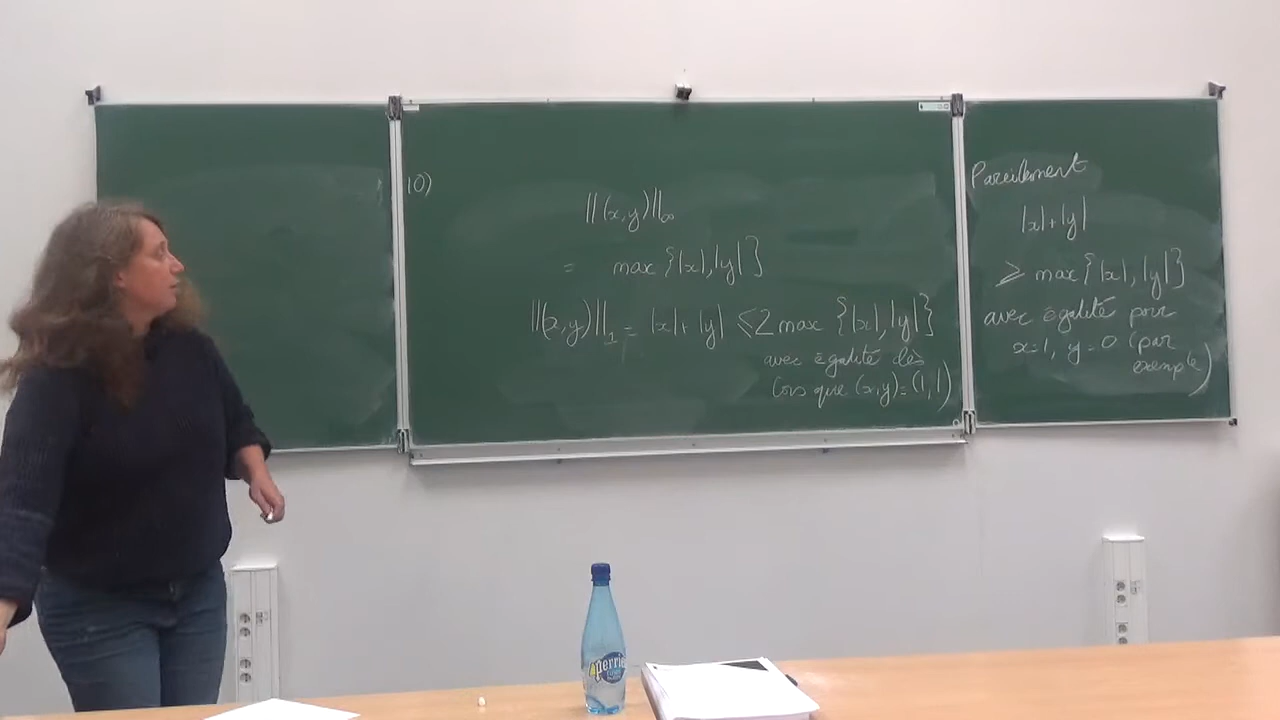 10)
||(x,y)||∞
= max {|x|,|y|}
||(x,y)||₁ = |x|+|y| ⩽ 2 max {|x|,|y|}
avec égalité dès
lors que (x,y)=(1,1)
Pareillement
|x|+|y|
⩾ max {|x|,|y|}
avec égalité pour
x=1, y=0 (par
exemple)
perrier